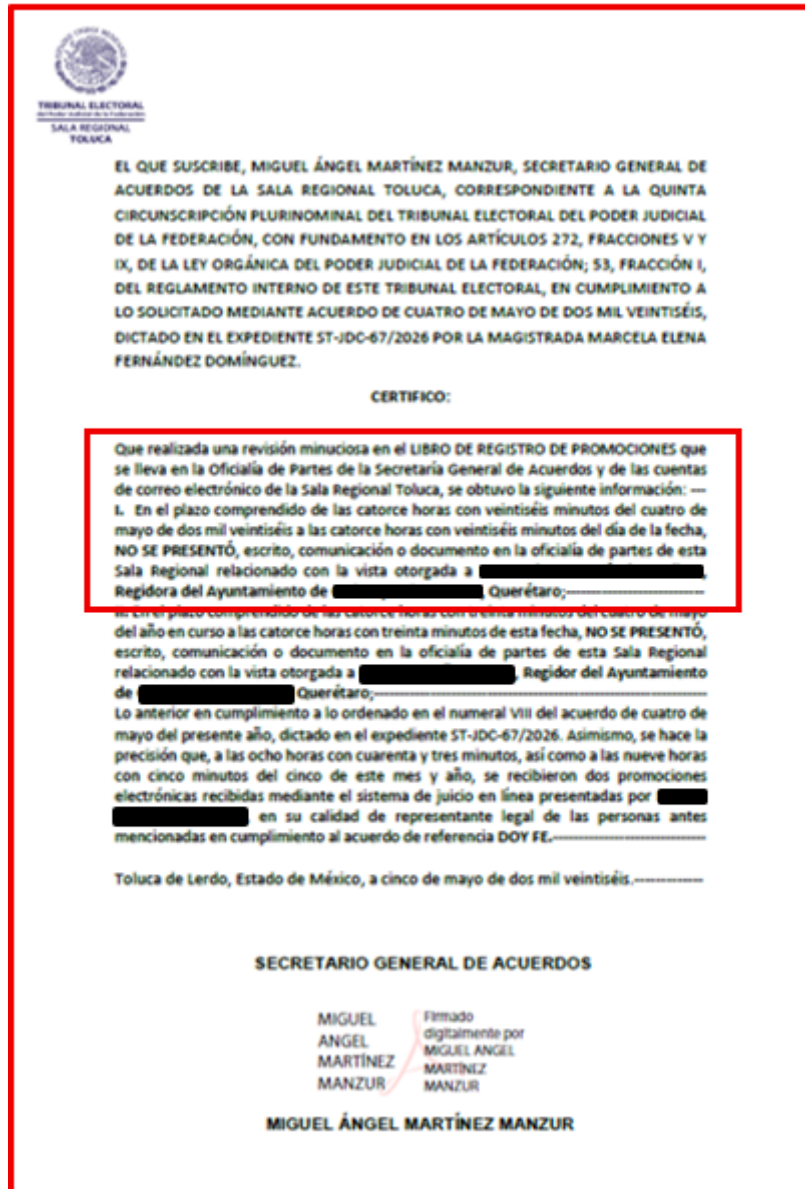 TRIBUNAL ELECTORAL
del Poder Judicial de la Federación
SALA REGIONAL
TOLUCA
EL QUE SUSCRIBE, MIGUEL ÁNGEL MARTÍNEZ MANZUR, SECRETARIO GENERAL DE
ACUERDOS DE LA SALA REGIONAL TOLUCA, CORRESPONDIENTE A LA QUINTA
CIRCUNSCRIPCIÓN PLURINOMINAL DEL TRIBUNAL ELECTORAL DEL PODER JUDICIAL
DE LA FEDERACIÓN, CON FUNDAMENTO EN LOS ARTÍCULOS 272, FRACCIONES V Y
IX, DE LA LEY ORGÁNICA DEL PODER JUDICIAL DE LA FEDERACIÓN; 53, FRACCIÓN I,
DEL REGLAMENTO INTERNO DE ESTE TRIBUNAL ELECTORAL, EN CUMPLIMIENTO A
LO SOLICITADO MEDIANTE ACUERDO DE CUATRO DE MAYO DE DOS MIL VEINTISÉIS,
DICTADO EN EL EXPEDIENTE ST-JDC-67/2026 POR LA MAGISTRADA MARCELA ELENA
FERNÁNDEZ DOMÍNGUEZ.
CERTIFICO:
Que realizada una revisión minuciosa en el LIBRO DE REGISTRO DE PROMOCIONES que
se lleva en la Oficialía de Partes de la Secretaría General de Acuerdos y de las cuentas
de correo electrónico de la Sala Regional Toluca, se obtuvo la siguiente información: ---
I. En el plazo comprendido de las catorce horas con veintiséis minutos del cuatro de
mayo de dos mil veintiséis a las catorce horas con veintiséis minutos del día de la fecha,
NO SE PRESENTÓ, escrito, comunicación o documento en la oficialía de partes de esta
Sala Regional relacionado con la vista otorgada a ,
Regidora del Ayuntamiento de , Querétaro;--------------------------
II. En el plazo comprendido de las catorce horas con treinta minutos del cuatro de mayo
del año en curso a las catorce horas con treinta minutos de esta fecha, NO SE PRESENTÓ,
escrito, comunicación o documento en la oficialía de partes de esta Sala Regional
relacionado con la vista otorgada a , Regidor del Ayuntamiento
de Querétaro;----------------------------------------------------------------
Lo anterior en cumplimiento a lo ordenado en el numeral VIII del acuerdo de cuatro de
mayo del presente año, dictado en el expediente ST-JDC-67/2026. Asimismo, se hace la
precisión que, a las ocho horas con cuarenta y tres minutos, así como a las nueve horas
con cinco minutos del cinco de este mes y año, se recibieron dos promociones
electrónicas recibidas mediante el sistema de juicio en línea presentadas por
en su calidad de representante legal de las personas antes
mencionadas en cumplimiento al acuerdo de referencia DOY FE.-----------------------------
Toluca de Lerdo, Estado de México, a cinco de mayo de dos mil veintiséis.-------------
SECRETARIO GENERAL DE ACUERDOS
MIGUEL
ANGEL
MARTÍNEZ
MANZUR
Firmado
digitalmente por
MIGUEL ANGEL
MARTÍNEZ
MANZUR
MIGUEL ÁNGEL MARTÍNEZ MANZUR